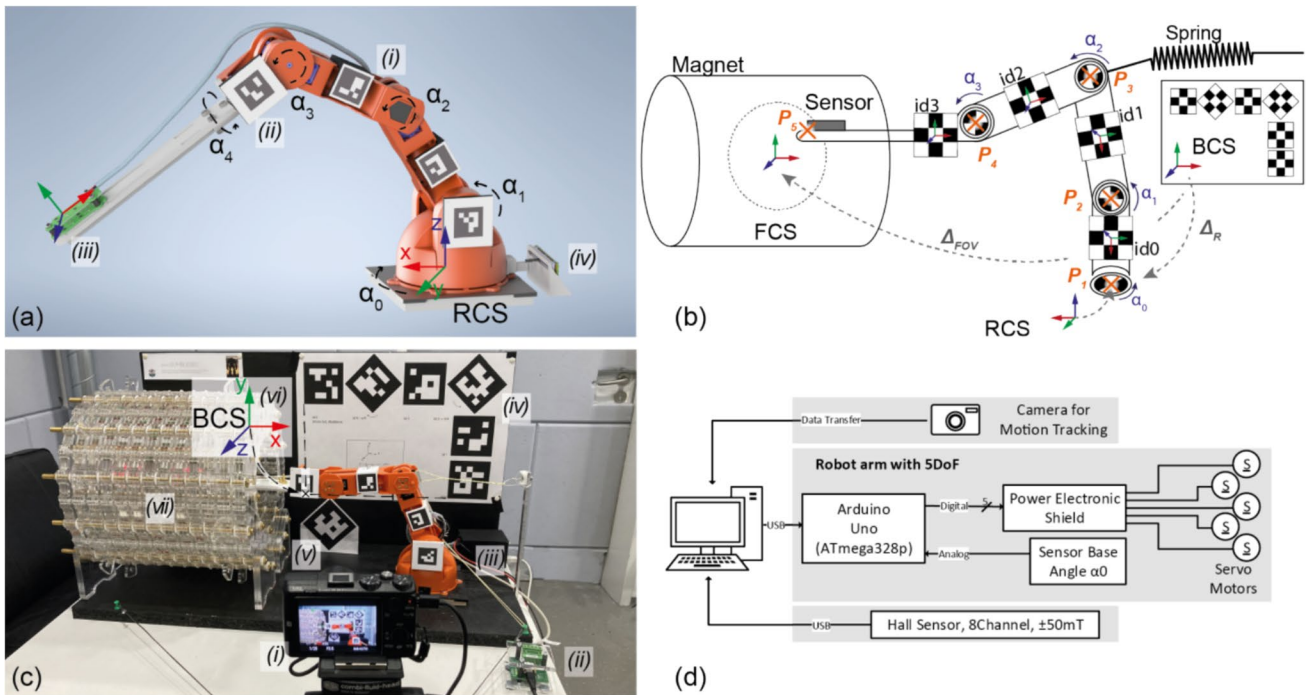 (i)
α₂
α₃
(ii)
α₄
α₁
z
(iii)
x
(iv)
y
α₀
RCS
(a)
(b)
α₂
Spring
Magnet
id2
α₃
P₃
Sensor
id3
id1
P₅
BCS
P₄
P₂
α₁
FCS
Δ_FOV
id0
Δ_R
P₁
α₀
RCS
y
(vi)
BCS
x
z
(iv)
(vii)
(v)
(iii)
(i)
(ii)
(c)
Data Transfer
Camera for
Motion Tracking
Robot arm with 5DoF
S
S
S
S
S
USB
Arduino
Uno
(ATmega328p)
Digital
5
Power Electronic
Shield
Analog
Sensor Base
Angle α0
Servo
Motors
USB
Hall Sensor, 8Channel, ±50mT
(d)